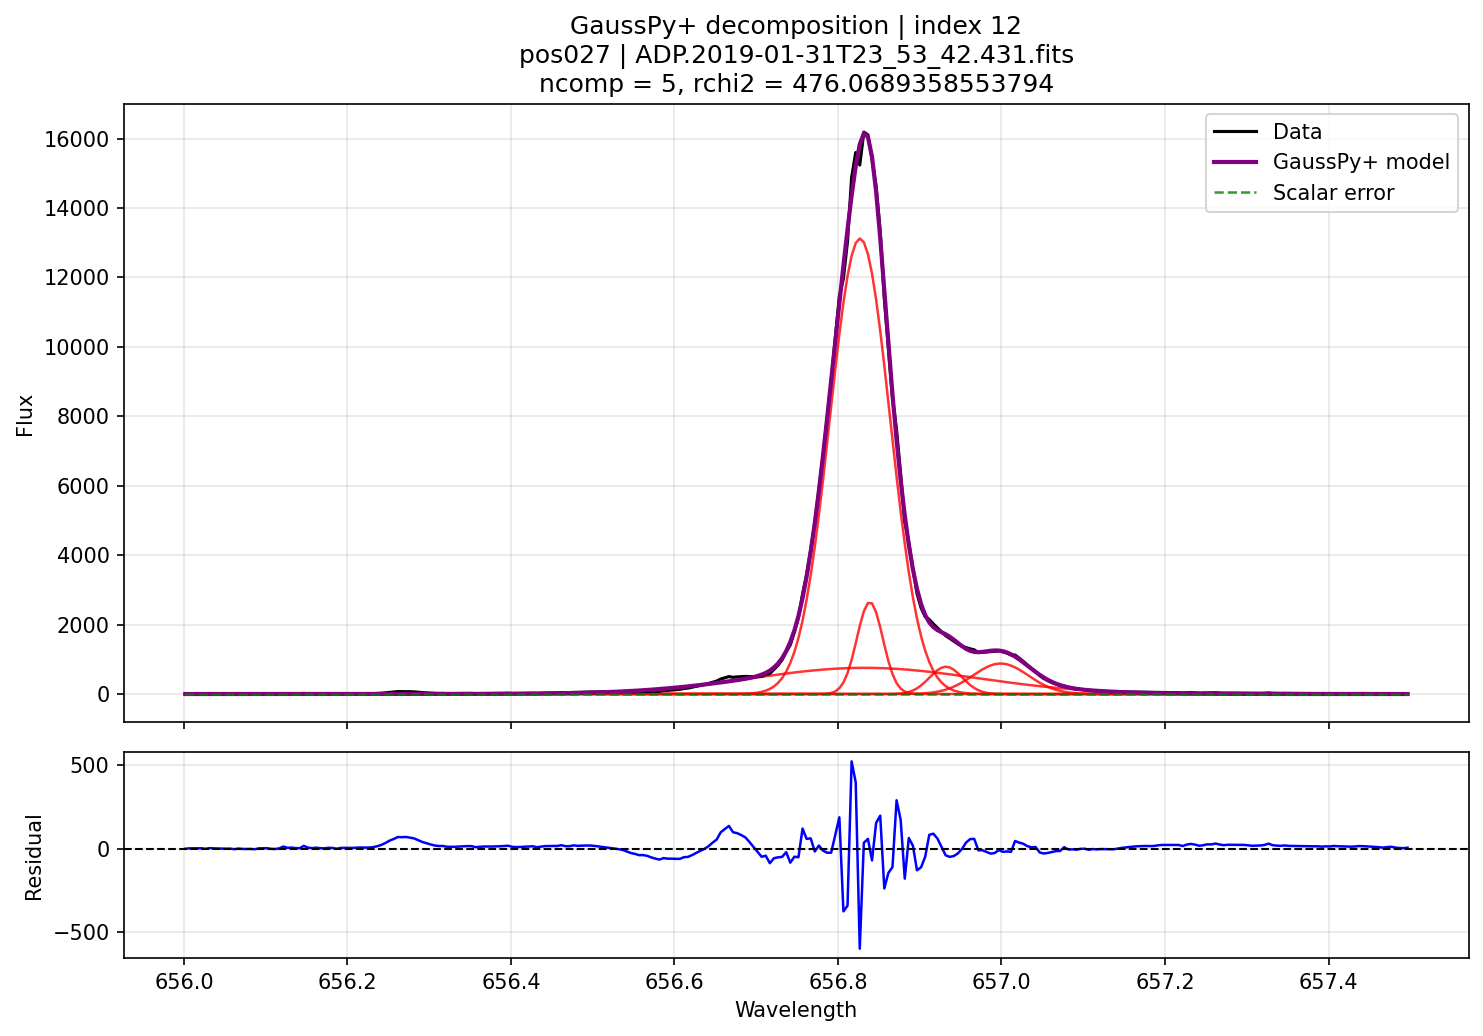 GaussPy+ decomposition | index 12
pos027 | ADP.2019-01-31T23_53_42.431.fits
ncomp = 5, rchi2 = 476.0689358553794
Data
GaussPy+ model
Scalar error
16000
14000
12000
10000
8000
6000
4000
2000
0
Flux
500
0
−500
Residual
656.0
656.2
656.4
656.6
656.8
657.0
657.2
657.4
Wavelength